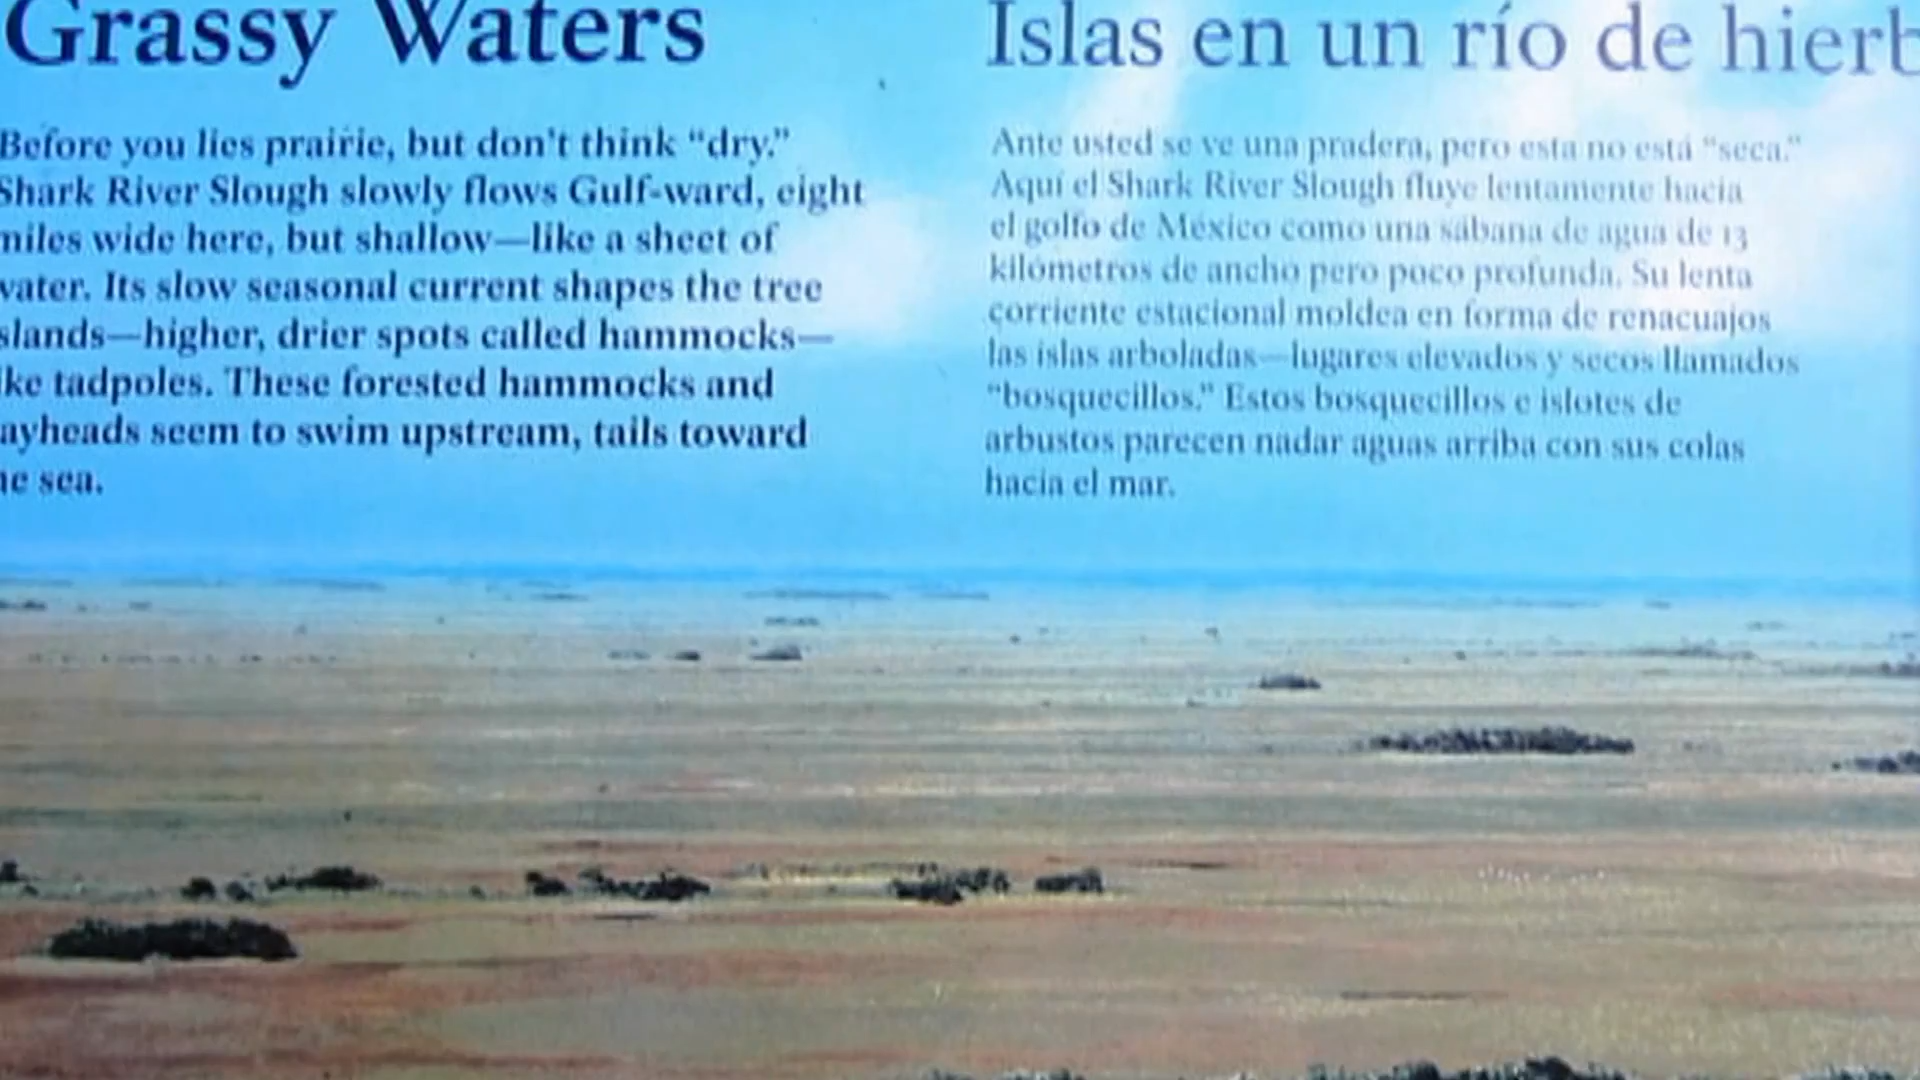 Grassy Waters
Before you lies prairie, but don't think “dry.”
Shark River Slough slowly flows Gulf-ward, eight
miles wide here, but shallow—like a sheet of
water. Its slow seasonal current shapes the tree
slands—higher, drier spots called hammocks—
ke tadpoles. These forested hammocks and
ayheads seem to swim upstream, tails toward
he sea.
Islas en un río de hierb
Ante usted se ve una pradera, pero esta no está “seca.”
Aquí el Shark River Slough fluye lentamente hacia
el golfo de México como una sábana de agua de 13
kilómetros de ancho pero poco profunda. Su lenta
corriente estacional moldea en forma de renacuajos
las islas arboladas—lugares elevados y secos llamados
“bosquecillos.” Estos bosquecillos e islotes de
arbustos parecen nadar aguas arriba con sus colas
hacia el mar.